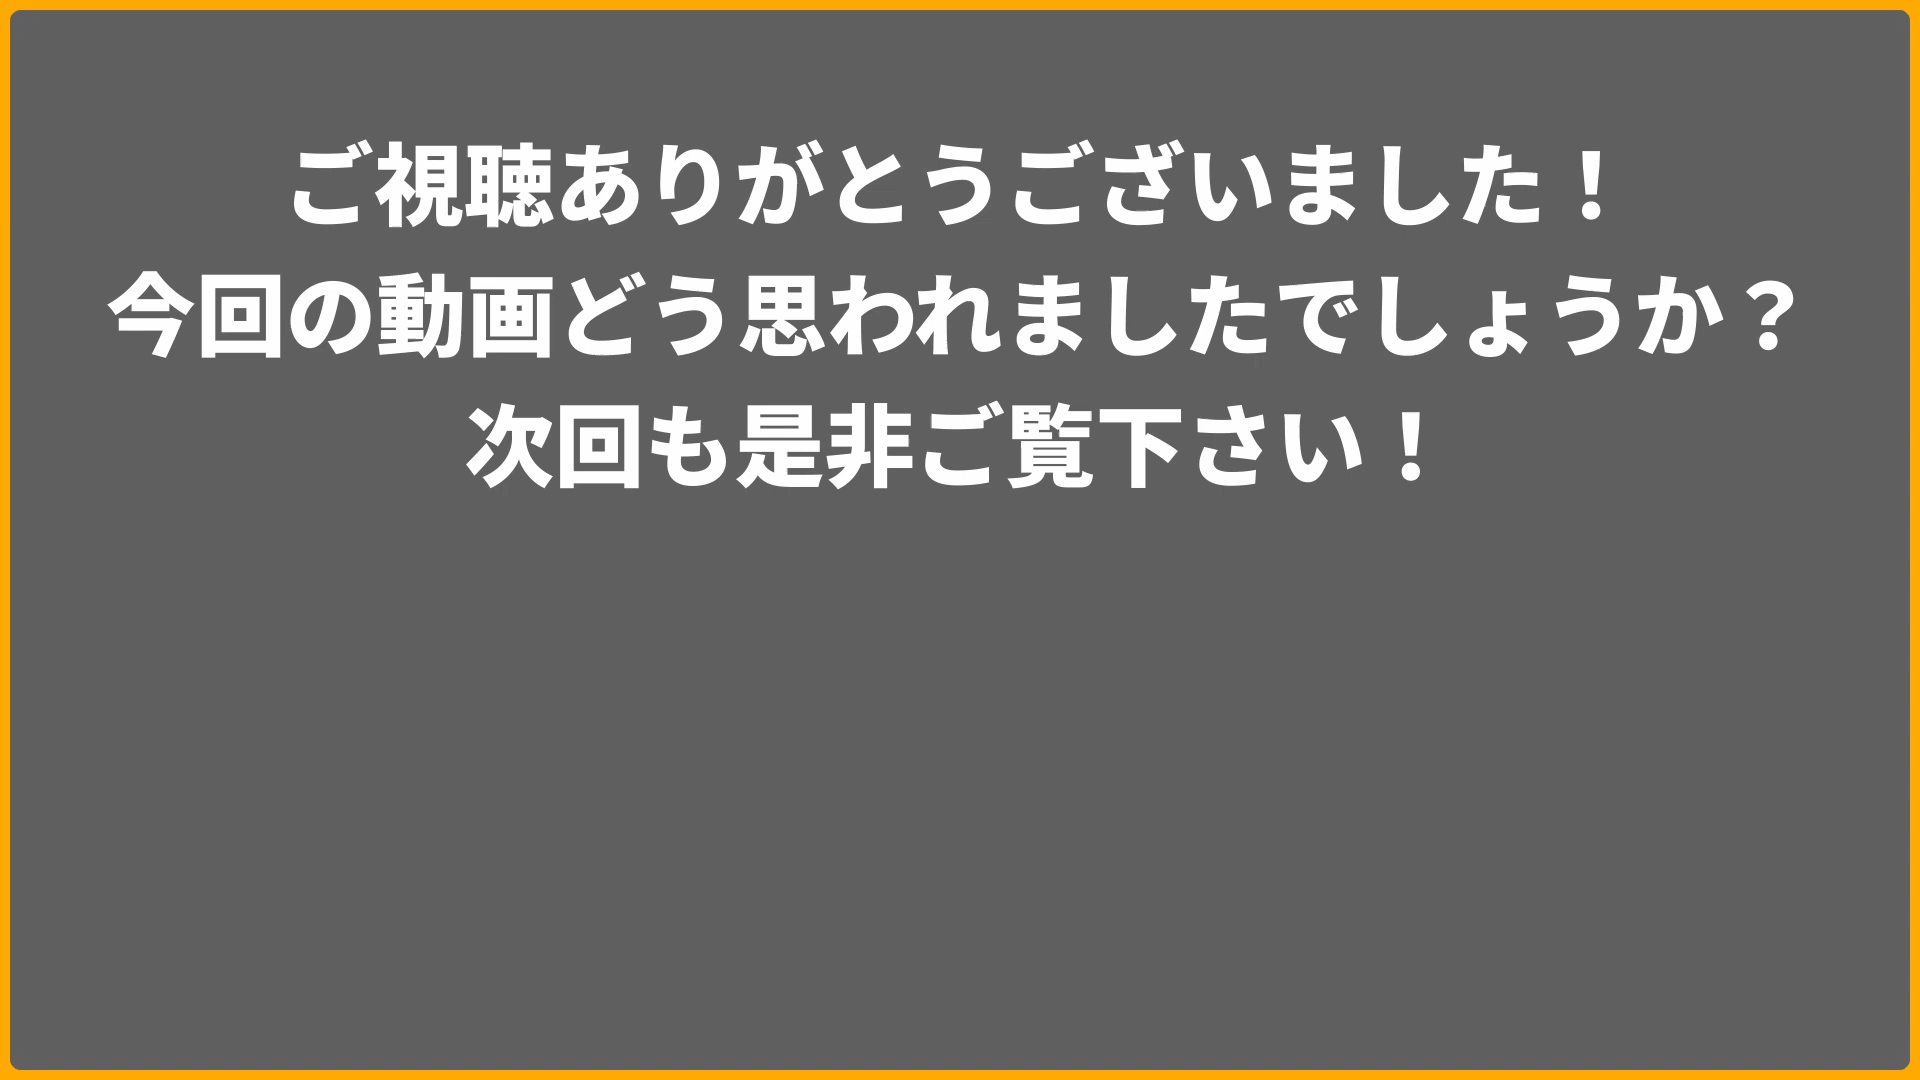 ご視聴ありがとうございました！
今回の動画どう思われましたでしょうか？
次回も是非ご覧下さい！